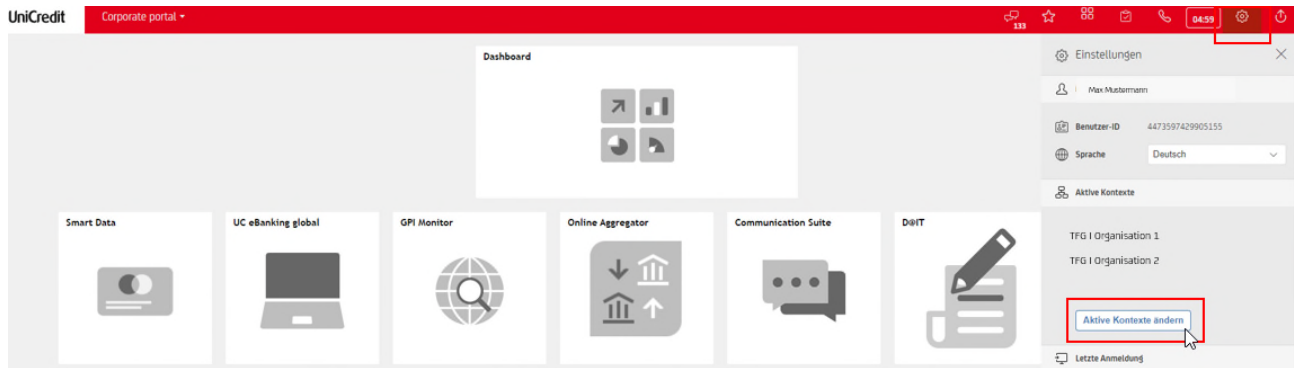 UniCredit
Corporate portal
133
04:59
Dashboard
Smart Data
UC eBanking global
GPI Monitor
Online Aggregator
Communication Suite
D@IT
Einstellungen
Max Mustermann
Benutzer-ID 4473597429905155
Sprache Deutsch
Aktive Kontexte
TFG I Organisation 1
TFG I Organisation 2
Aktive Kontexte ändern
Letzte Anmeldung